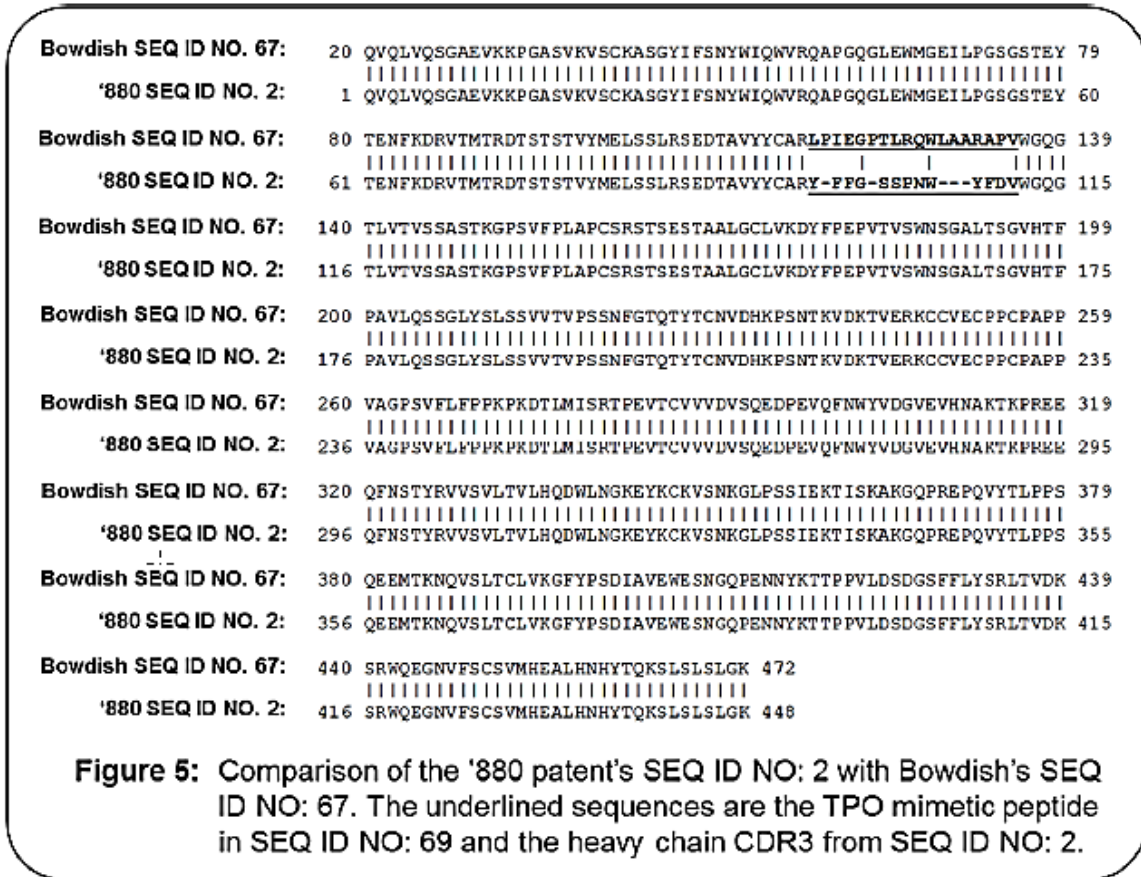 Bowdish SEQ ID NO. 67: 20 QVQLVQSGAEVKKPGASVKVSCKASGYIFSNYWIQWVRQAPGQGLEWMGEILPGSGSTEY 79
||||||||||||||||||||||||||||||||||||||||||||||||||||||||||||
'880 SEQ ID NO. 2: 1 QVQLVQSGAEVKKPGASVKVSCKASGYIFSNYWIQWVRQAPGQGLEWMGEILPGSGSTEY 60
Bowdish SEQ ID NO. 67: 80 TENFKDRVTMTRDTSTSTVYMELSSLRSEDTAVYYCARLPIEGPTLRQWLAARAPVWGQG 139
|||||||||||||||||||||||||||||||||||||| | | |||||
'880 SEQ ID NO. 2: 61 TENFKDRVTMTRDTSTSTVYMELSSLRSEDTAVYYCARY-FFG-SSPNW---YFDVWGQG 115
Bowdish SEQ ID NO. 67: 140 TLVTVSSASTKGPSVFPLAPCSRSTSESTAALGCLVKDYFPEPVTVSWNSGALTSGVHTF 199
||||||||||||||||||||||||||||||||||||||||||||||||||||||||||||
'880 SEQ ID NO. 2: 116 TLVTVSSASTKGPSVFPLAPCSRSTSESTAALGCLVKDYFPEPVTVSWNSGALTSGVHTF 175
Bowdish SEQ ID NO. 67: 200 PAVLQSSGLYSLSSVVTVPSSNFGTQTYTCNVDHKPSNTKVDKTVERKCCVECPPCPAPP 259
||||||||||||||||||||||||||||||||||||||||||||||||||||||||||||
'880 SEQ ID NO. 2: 176 PAVLQSSGLYSLSSVVTVPSSNFGTQTYTCNVDHKPSNTKVDKTVERKCCVECPPCPAPP 235
Bowdish SEQ ID NO. 67: 260 VAGPSVFLFPPKPKDTLMISRTPEVTCVVVDVSQEDPEVQFNWYVDGVEVHNAKTKPREE 319
||||||||||||||||||||||||||||||||||||||||||||||||||||||||||||
'880 SEQ ID NO. 2: 236 VAGPSVFLFPPKPKDTLMISRTPEVTCVVVDVSQEDPEVQFNWYVDGVEVHNAKTKPREE 295
Bowdish SEQ ID NO. 67: 320 QFNSTYRVVSVLTVLHQDWLNGKEYKCKVSNKGLPSSIEKTISKAKGQPREPQVYTLPPS 379
||||||||||||||||||||||||||||||||||||||||||||||||||||||||||||
'880 SEQ ID NO. 2: 296 QFNSTYRVVSVLTVLHQDWLNGKEYKCKVSNKGLPSSIEKTISKAKGQPREPQVYTLPPS 355
Bowdish SEQ ID NO. 67: 380 QEEMTKNQVSLTCLVKGFYPSDIAVEWESNGQPENNYKTTPPVLDSDGSFFLYSRLTVDK 439
||||||||||||||||||||||||||||||||||||||||||||||||||||||||||||
'880 SEQ ID NO. 2: 356 QEEMTKNQVSLTCLVKGFYPSDIAVEWESNGQPENNYKTTPPVLDSDGSFFLYSRLTVDK 415
Bowdish SEQ ID NO. 67: 440 SRWQEGNVFSCSVMHEALHNHYTQKSLSLSLGK 472
|||||||||||||||||||||||||||||||||
'880 SEQ ID NO. 2: 416 SRWQEGNVFSCSVMHEALHNHYTQKSLSLSLGK 448
Figure 5: Comparison of the '880 patent's SEQ ID NO: 2 with Bowdish's SEQ
ID NO: 67. The underlined sequences are the TPO mimetic peptide
in SEQ ID NO: 69 and the heavy chain CDR3 from SEQ ID NO: 2.